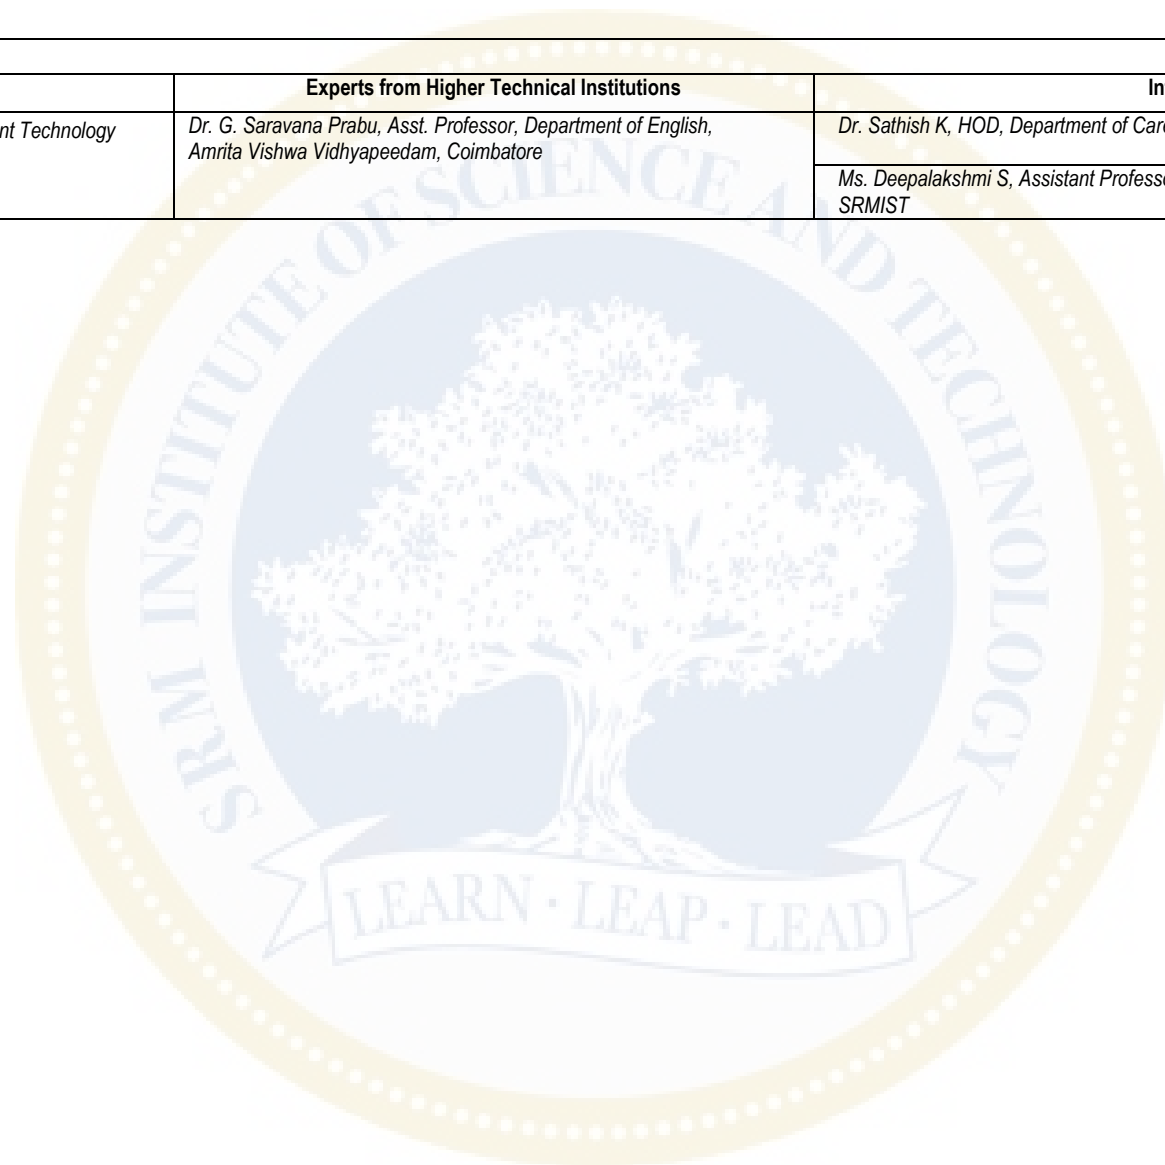 Experts from Higher Technical Institutions
nt Technology
Dr. G. Saravana Prabu, Asst. Professor, Department of English,
Amrita Vishwa Vidhyapeedam, Coimbatore
Dr. Sathish K, HOD, Department of
Ms. Deepalakshmi S, Assistant
SRMIST
SRM INSTITUTE OF SCIENCE AND TECHNOLOGY
LEARN · LEAP · LEAD